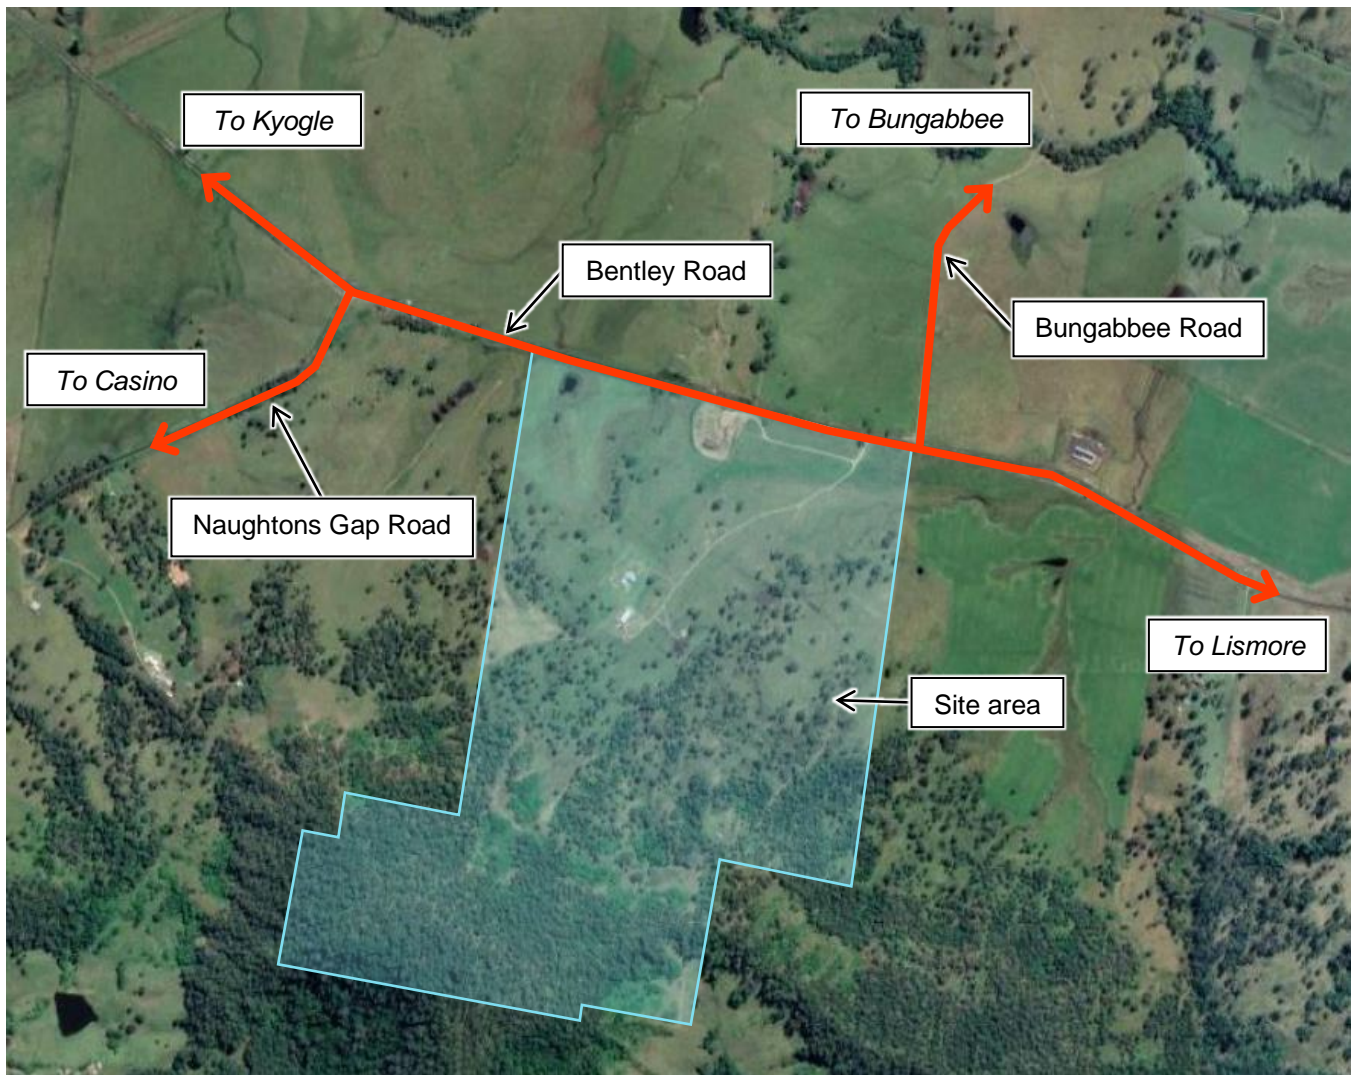 To Kyogle
To Bungabbee
Bentley Road
Bungabbee Road
To Casino
Naughtons Gap Road
To Lismore
Site area